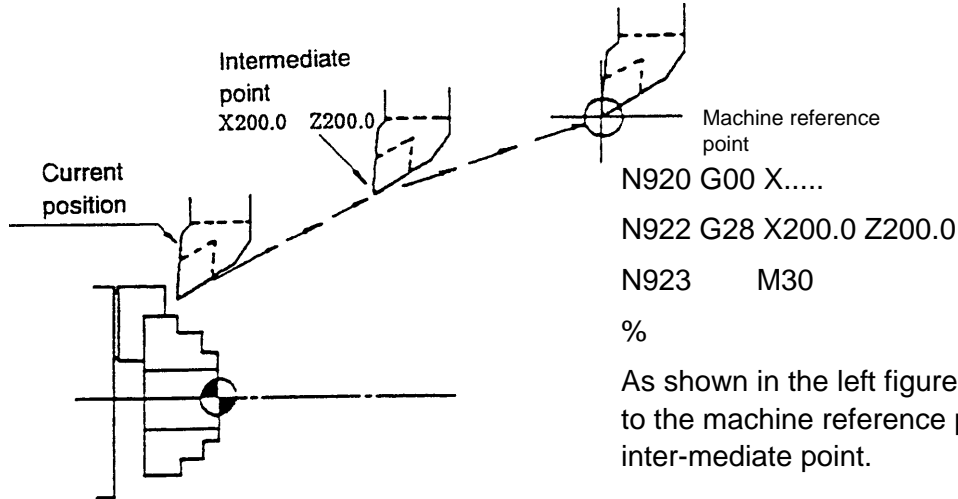 Intermediate
point
X200.0 Z200.0
Current
position
Machine reference
point
N920 G00 X.....
N922 G28 X200.0 Z200.0
N923 M30
%
As shown in the left figure
to the machine reference
inter-mediate point.